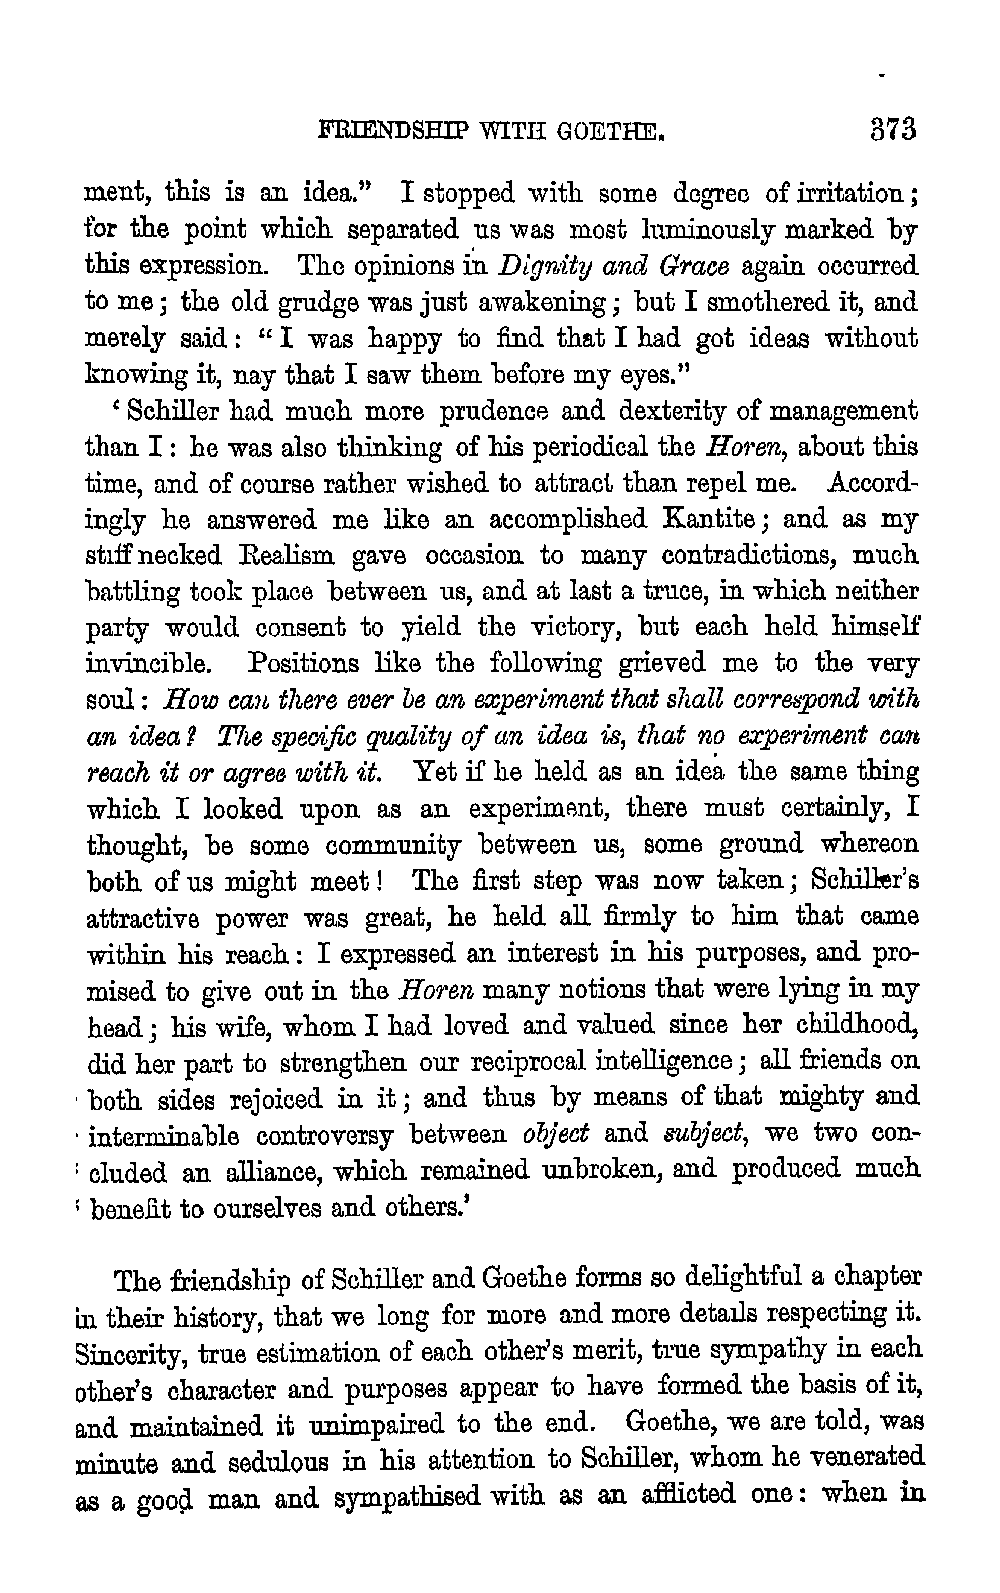 FRIENDSHIP WITH GOETHE. 373
ment, this is an idea.” I stopped with some degree of irritation;
for the point which separated us was most luminously marked by
this expression. The opinions in Dignity and Grace again occurred
to me; the old grudge was just awakening; but I smothered it, and
merely said: “I was happy to find that I had got ideas without
knowing it, nay that I saw them before my eyes.”
‘Schiller had much more prudence and dexterity of management
than I: he was also thinking of his periodical the Horen, about this
time, and of course rather wished to attract than repel me. Accord-
ingly he answered me like an accomplished Kantite; and as my
stiffnecked Realism gave occasion to many contradictions, much
battling took place between us, and at last a truce, in which neither
party would consent to yield the victory, but each held himself
invincible. Positions like the following grieved me to the very
soul: How can there ever be an experiment that shall correspond with
an idea? The specific quality of an idea is, that no experiment can
reach it or agree with it. Yet if he held as an idea the same thing
which I looked upon as an experiment, there must certainly, I
thought, be some community between us, some ground whereon
both of us might meet! The first step was now taken; Schiller’s
attractive power was great, he held all firmly to him that came
within his reach: I expressed an interest in his purposes, and pro-
mised to give out in the Horen many notions that were lying in my
head; his wife, whom I had loved and valued since her childhood,
did her part to strengthen our reciprocal intelligence; all friends on
‘both sides rejoiced in it; and thus by means of that mighty and
‘interminable controversy between object and subject, we two con-
‘cluded an alliance, which remained unbroken, and produced much
‘benefit to ourselves and others.’
The friendship of Schiller and Goethe forms so delightful a chapter
in their history, that we long for more and more details respecting it.
Sincerity, true estimation of each other’s merit, true sympathy in each
other’s character and purposes appear to have formed the basis of it,
and maintained it unimpaired to the end. Goethe, we are told, was
minute and sedulous in his attention to Schiller, whom he venerated
as a good man and sympathised with as an afflicted one: when in